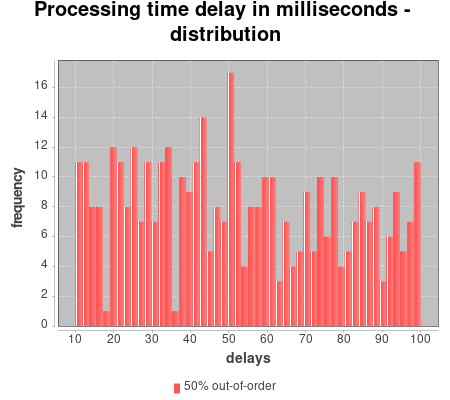 Processing time delay in milliseconds -
distribution
frequency
16
14
12
10
8
6
4
2
0
10 20 30 40 50 60 70 80 90 100
delays
50% out-of-order